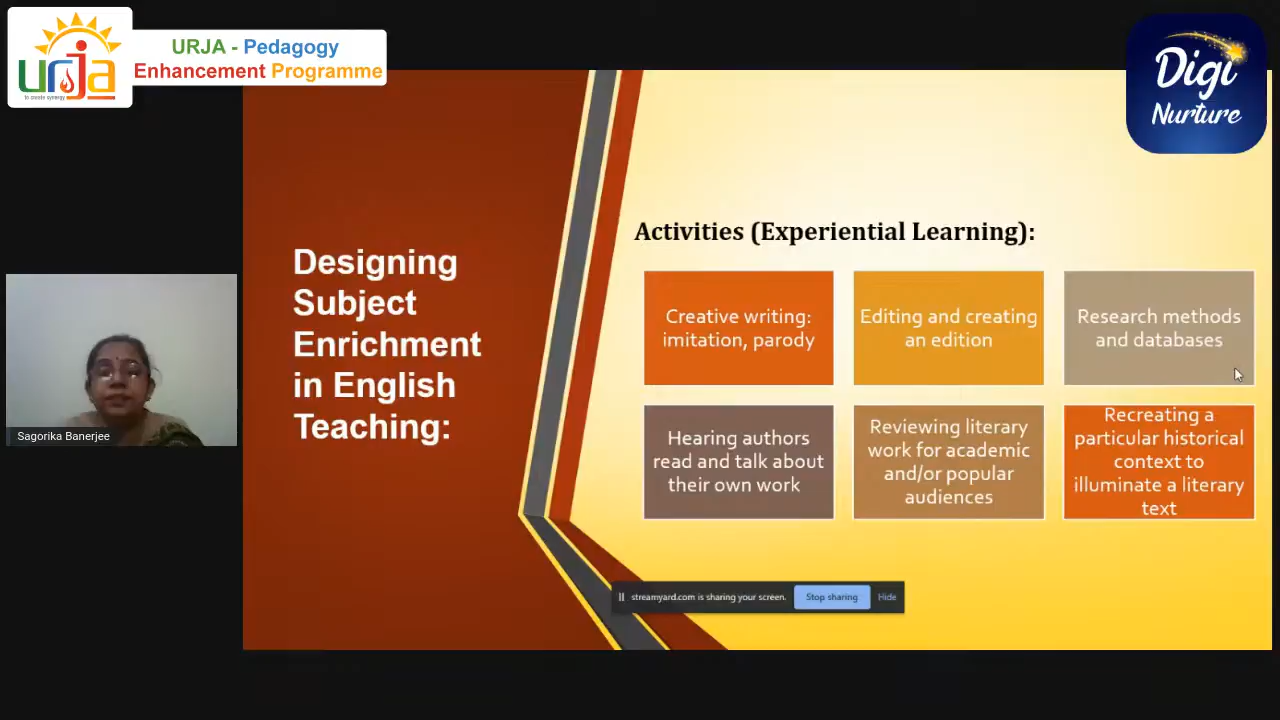 urja
to create synergy
URJA - Pedagogy
Enhancement Programme
Digi
Nurture
Designing
Subject
Enrichment
in English
Teaching:
Activities (Experiential Learning):
Creative writing:
imitation, parody
Editing and creating
an edition
Research methods
and databases
Hearing authors
read and talk about
their own work
Reviewing literary
work for academic
and/or popular
audiences
Recreating a
particular historical
context to
illuminate a literary
text
Sagorika Banerjee
streamyard.com is sharing your screen.
Stop sharing
Hide